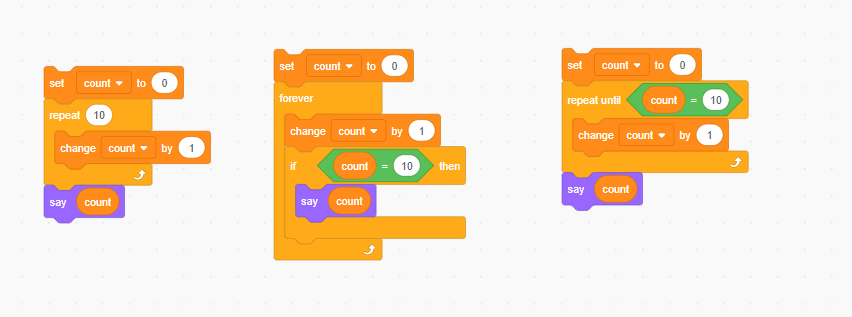 set count to 0
repeat 10
change count by 1
say count
set count to 0
forever
change count by 1
if count = 10 then
say count
set count to 0
repeat until count = 10
change count by 1
say count